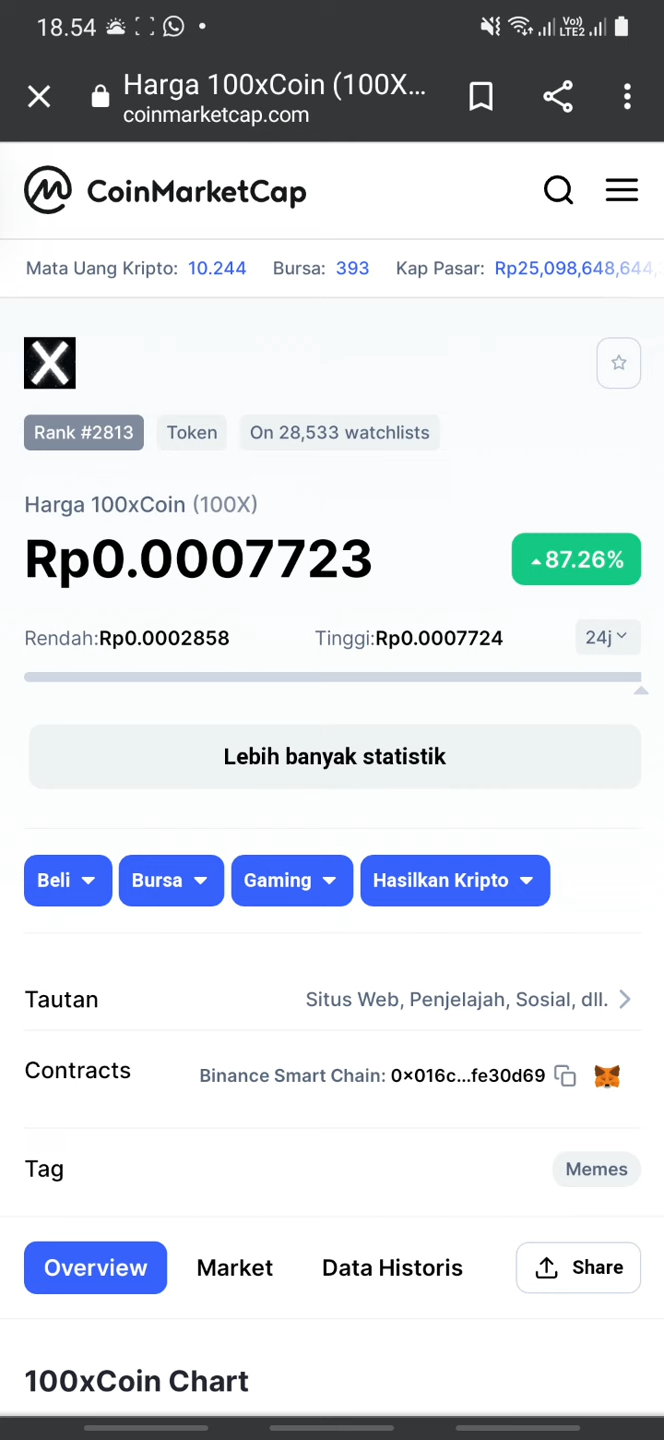 18.54
Vo)) LTE2
Harga 100xCoin (100X...
coinmarketcap.com
CoinMarketCap
Mata Uang Kripto: 10.244 Bursa: 393 Kap Pasar: Rp25,098,648,644,
X
Rank #2813 Token On 28,533 watchlists
Harga 100xCoin (100X)
Rp0.0007723 87.26%
Rendah:Rp0.0002858 Tinggi:Rp0.0007724 24j
Lebih banyak statistik
Beli Bursa Gaming Hasilkan Kripto
Tautan Situs Web, Penjelajah, Sosial, dll.
Contracts Binance Smart Chain: 0x016c...fe30d69
Tag Memes
Overview Market Data Historis Share
100xCoin Chart